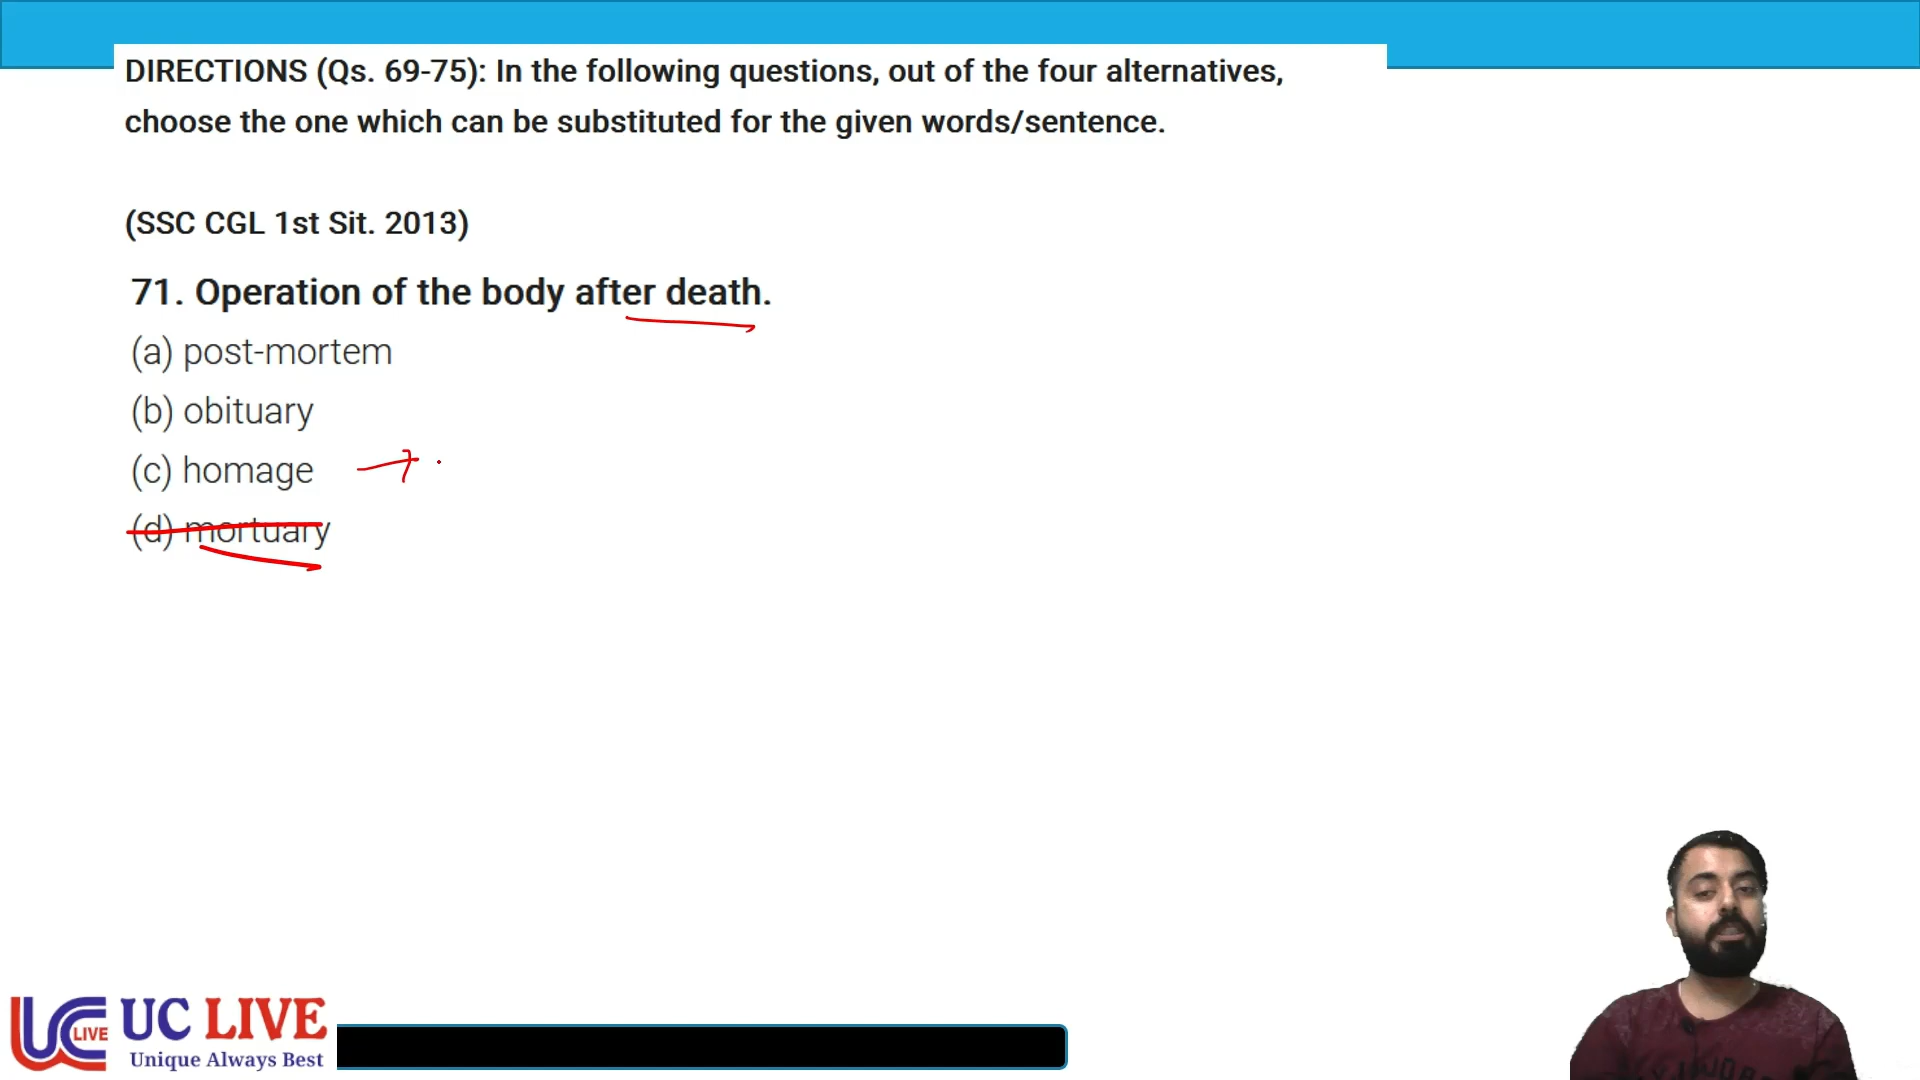 DIRECTIONS (Qs. 69-75): In the following questions, out of the four alternatives,
choose the one which can be substituted for the given words/sentence.
(SSC CGL 1st Sit. 2013)
71. Operation of the body after death.
(a) post-mortem
(b) obituary
(c) homage
(d) mortuary
UC LIVE UC LIVE
Unique Always Best